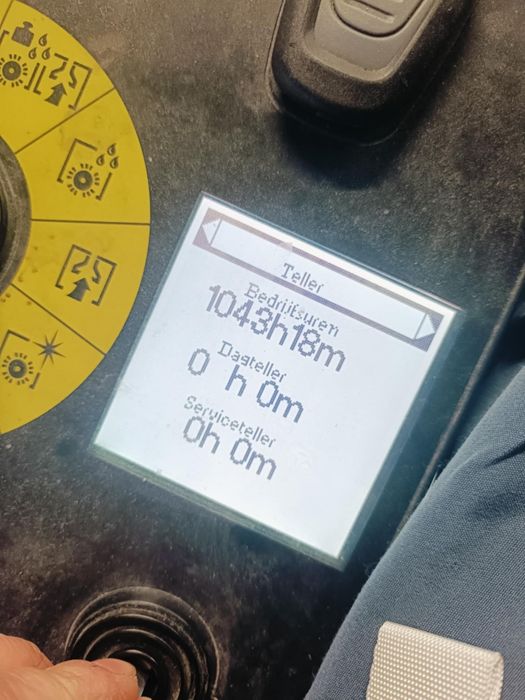 Teller
Bedrijfsuren
1043h18m
Dagteller
0 h 0m
Serviceteller
0h 0m